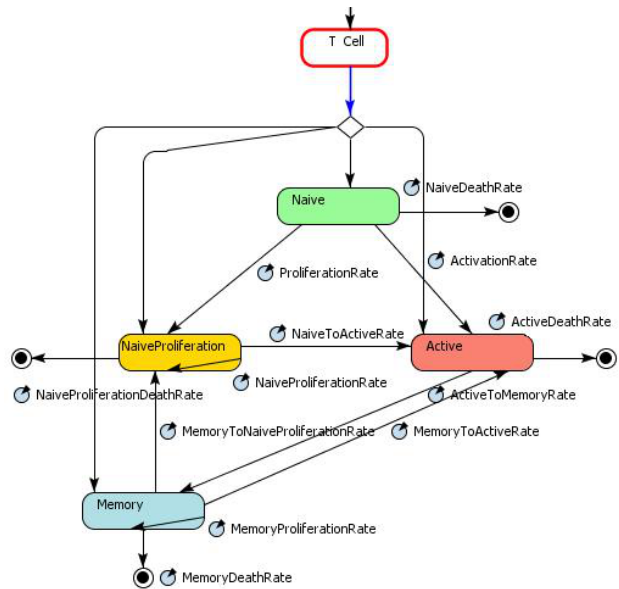 T Cell
NaiveDeathRate
Naive
ProliferationRate
ActivationRate
ActiveDeathRate
NaiveToActiveRate
NaiveProliferation
Active
NaiveProliferationRate
NaiveProliferationDeathRate
ActiveToMemoryRate
MemoryToNaiveProliferationRate
MemoryToActiveRate
Memory
MemoryProliferationRate
MemoryDeathRate